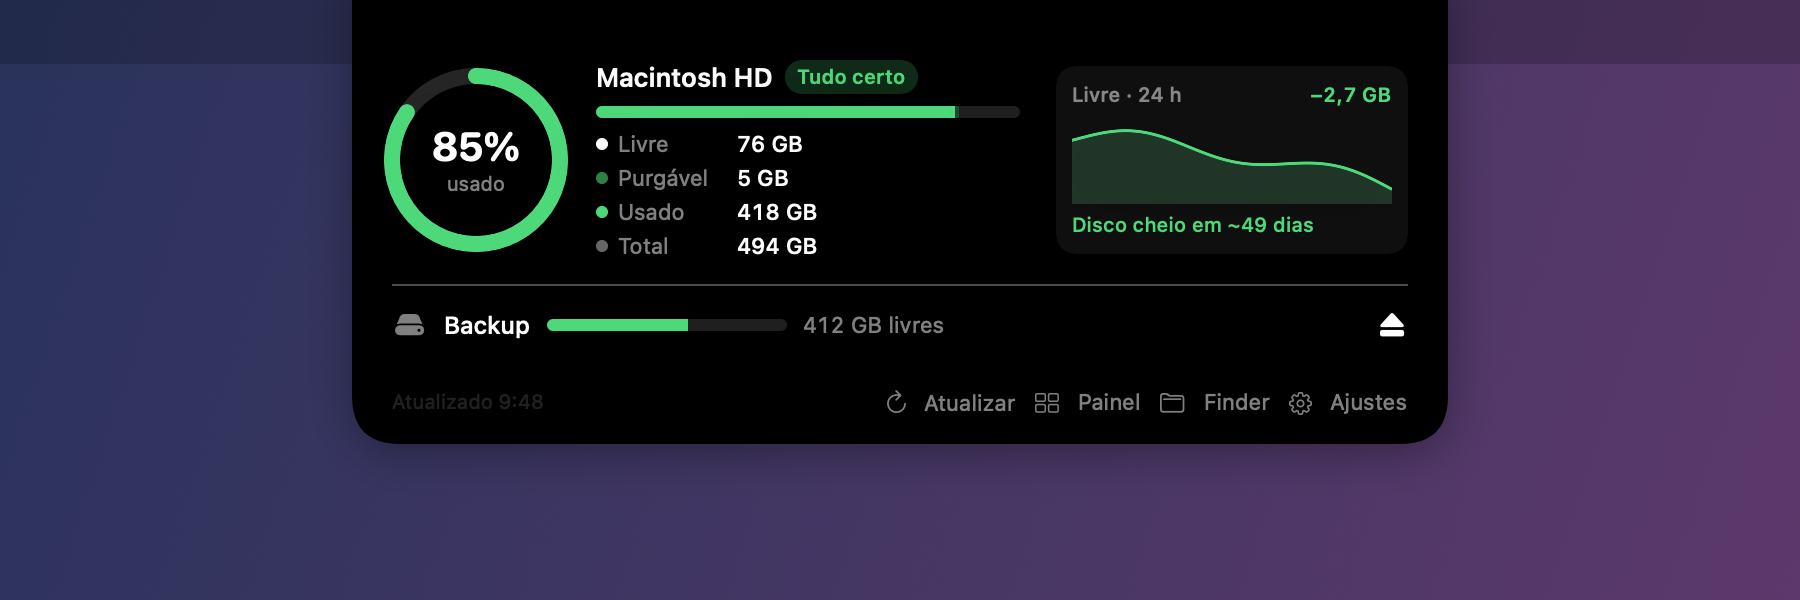 85%
usado
Macintosh HD
Tudo certo
Livre 76 GB
Purgável 5 GB
Usado 418 GB
Total 494 GB
Livre · 24 h −2,7 GB
Disco cheio em ~49 dias
Backup 412 GB livres
Atualizado 9:48
Atualizar Painel Finder Ajustes